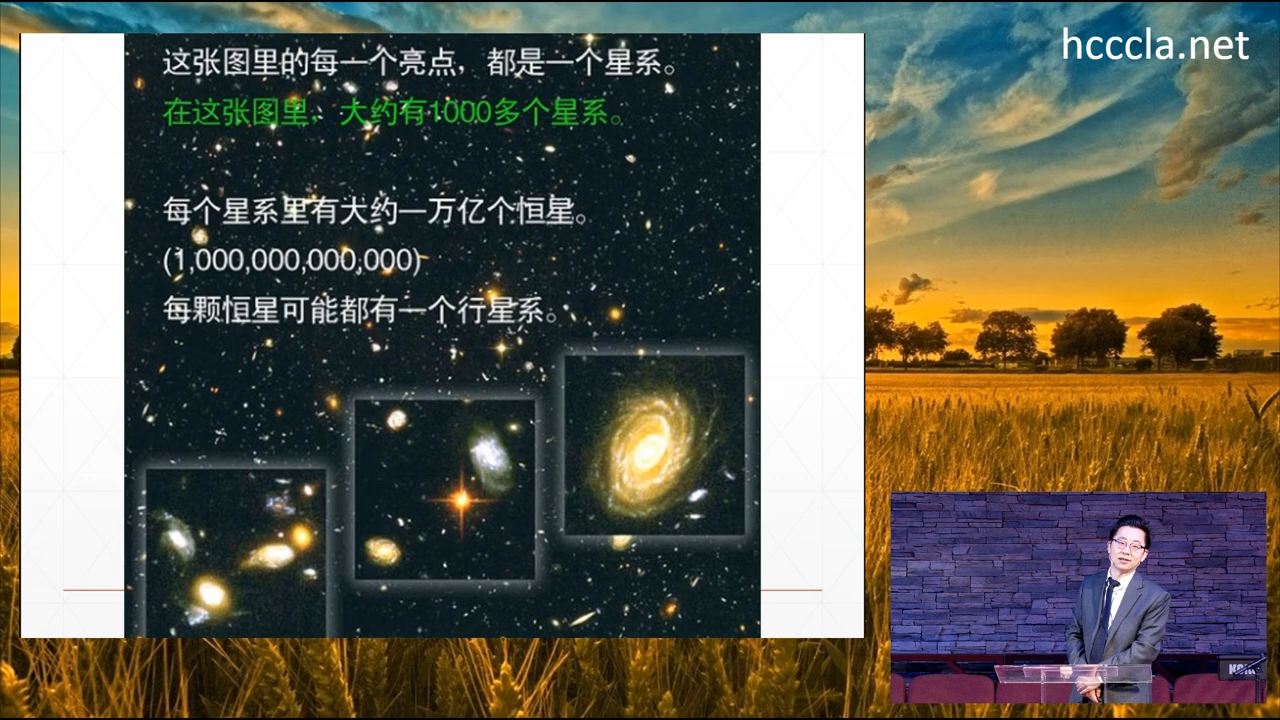 hcccla.net
这张图里的每一个亮点，都是一个星系。
在这张图里，大约有1000多个星系。
每个星系里有大约一万亿个恒星。
(1,000,000,000,000)
每颗恒星可能都有一个行星系。